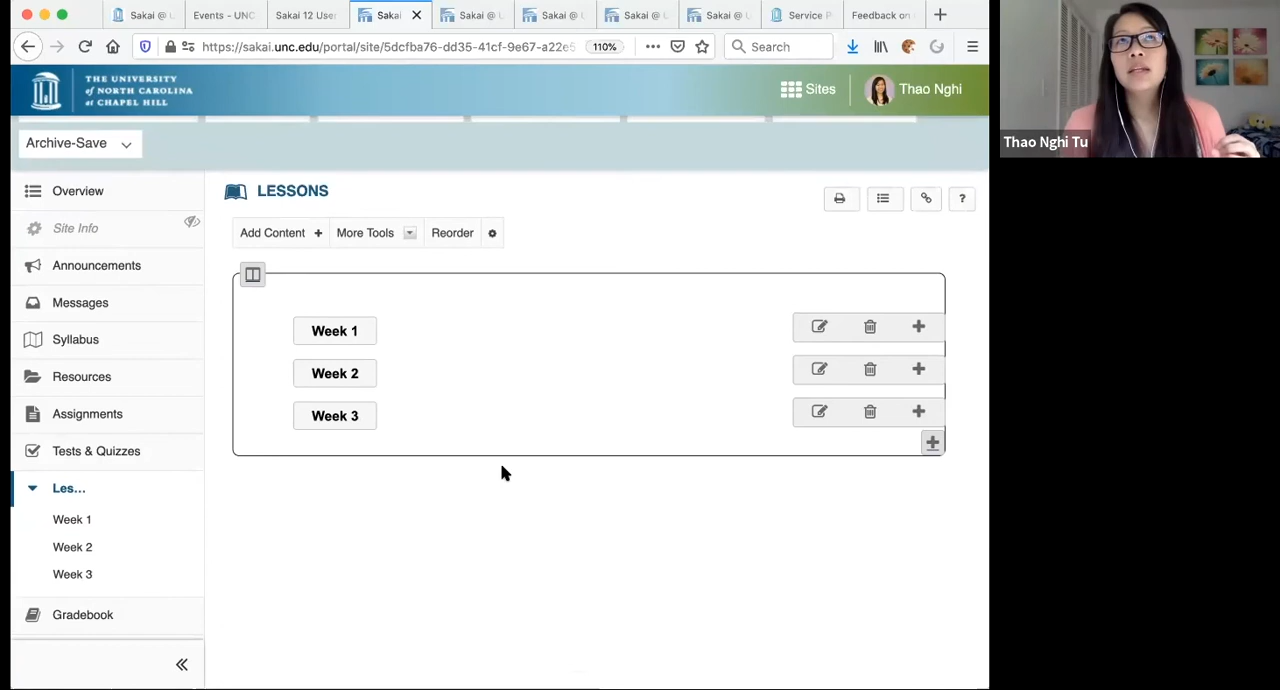 Sakai @ U
Events - UNC
Sakai 12 Use
Sakai
Sakai @ U
Sakai @ U
Sakai @ U
Sakai @ U
Service P
Feedback on
https://sakai.unc.edu/portal/site/5dcfba76-dd35-41cf-9e67-a22e5
110%
Search
THE UNIVERSITY
of NORTH CAROLINA
at CHAPEL HILL
Sites
Thao Nghi
Thao Nghi Tu
Archive-Save
Overview
Site Info
Announcements
Messages
Syllabus
Resources
Assignments
Tests & Quizzes
Les...
Week 1
Week 2
Week 3
Gradebook
LESSONS
?
Add Content +
More Tools
Reorder
Week 1
Week 2
Week 3